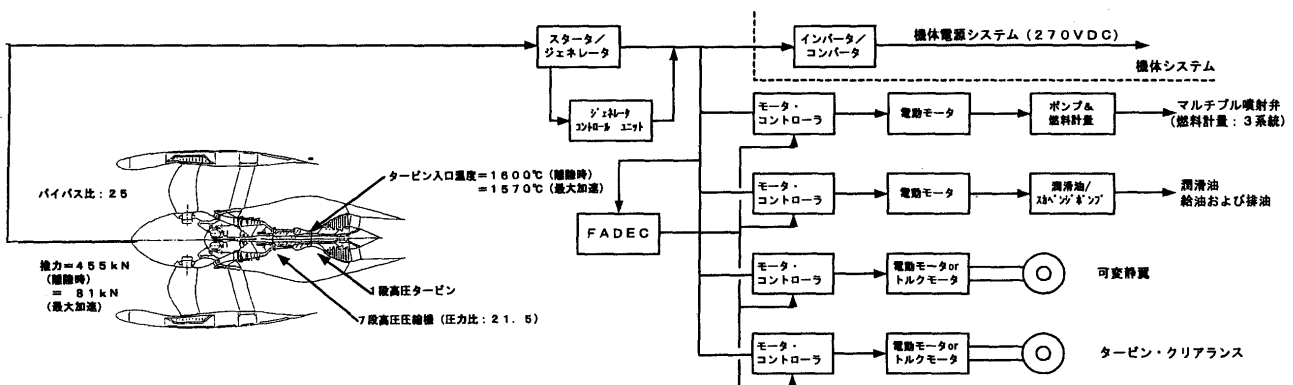 スタータ/
ジェネレータ
インバータ/
コンバータ
機体電源システム（270VDC）
機体システム
ジェネレータ
コントロール ユニット
モータ・
コントローラ
電動モータ
ポンプ&
燃料計量
マルチプル噴射弁
（燃料計量：3系統）
タービン入口温度＝1600℃（離陸時）
＝1570℃（最大加速）
バイパス比：25
モータ・
コントローラ
電動モータ
潤滑油/
スカベンジポンプ
潤滑油
給油および排油
FADEC
推力＝455kN
（離陸時）
＝ 81kN
（最大加速）
1段高圧タービン
7段高圧圧縮機（圧力比：21.5）
モータ・
コントローラ
電動モータor
トルクモータ
可変静翼
モータ・
コントローラ
電動モータor
トルクモータ
タービン・クリアランス